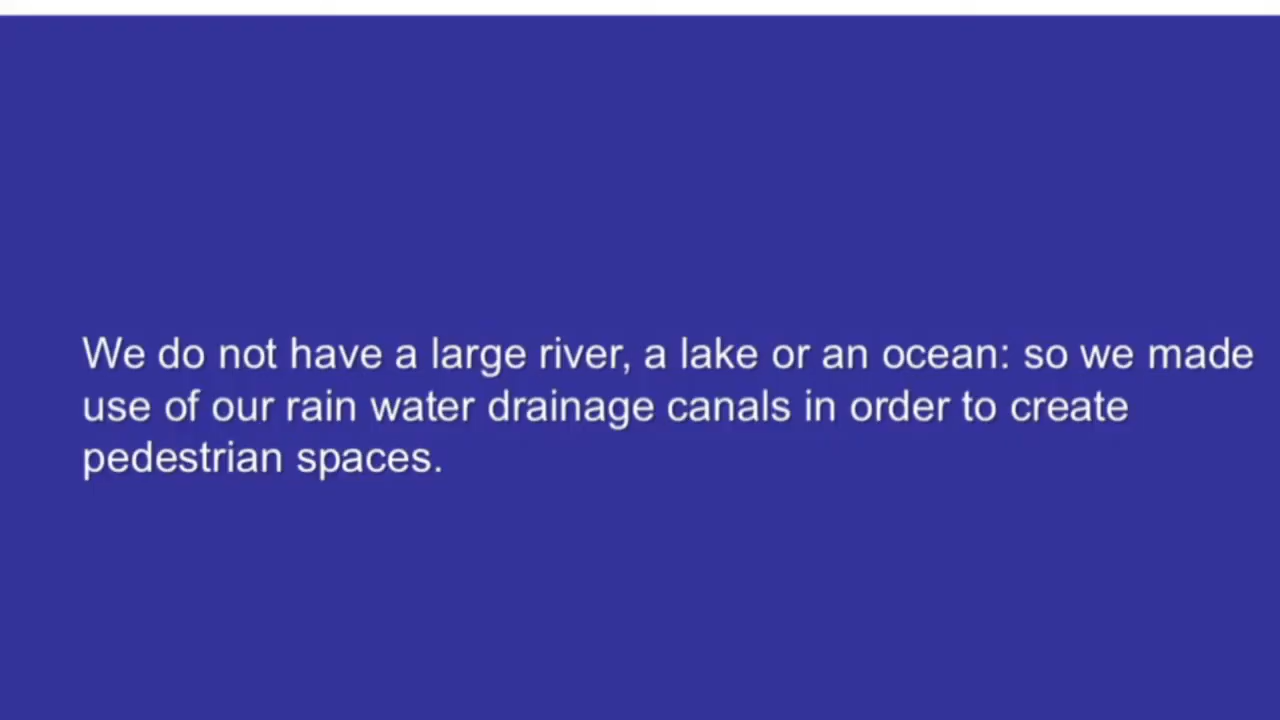 We do not have a large river, a lake or an ocean: so we made
use of our rain water drainage canals in order to create
pedestrian spaces.